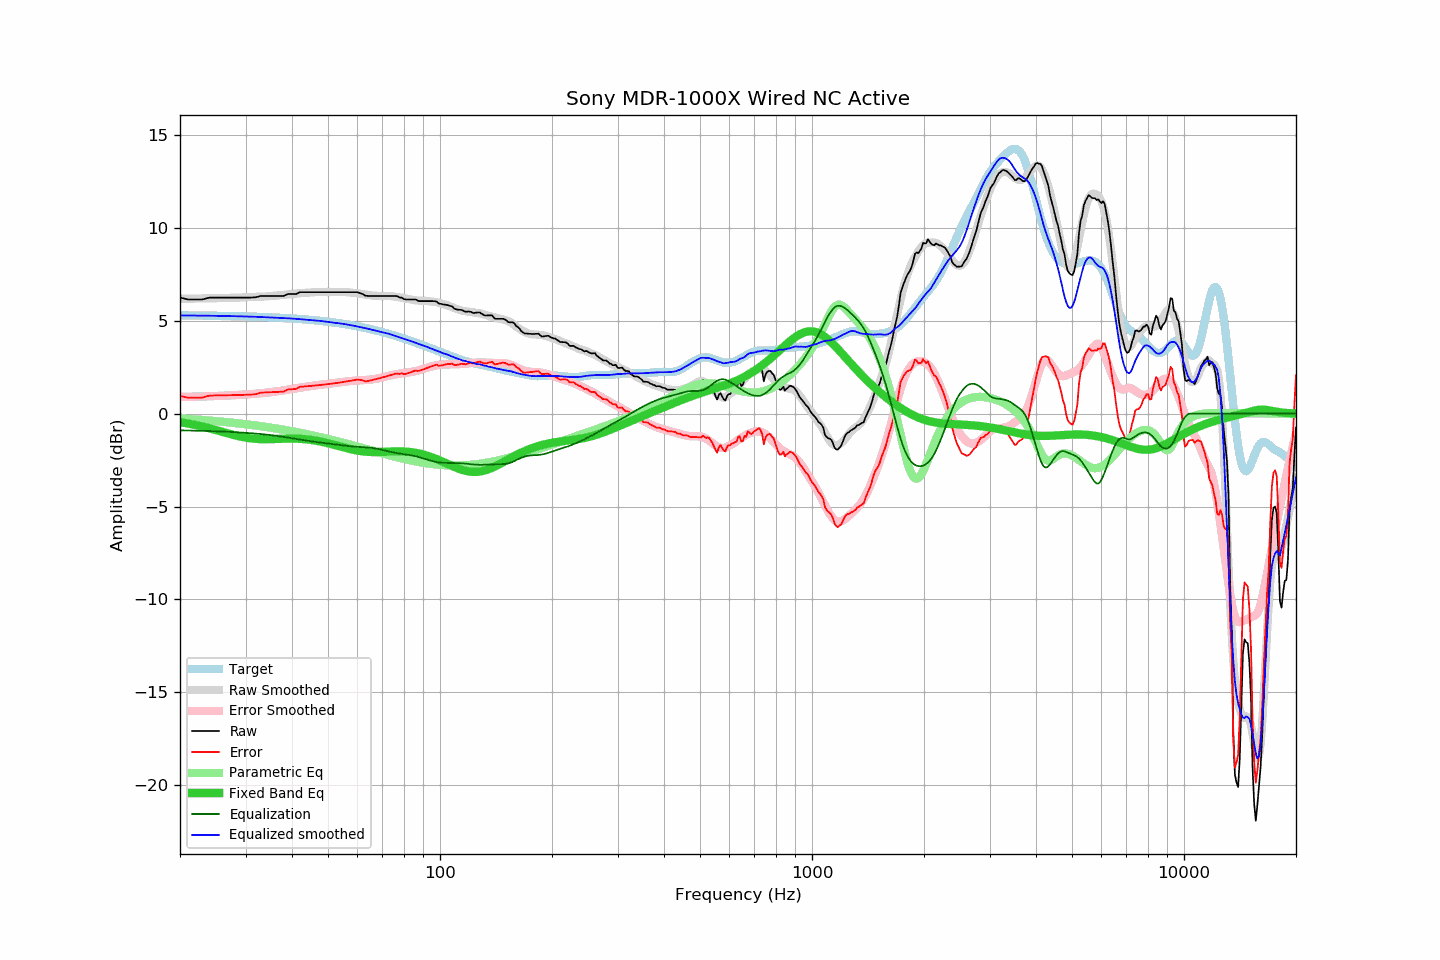 Sony MDR-1000X Wired NC Active
15
10
5
0
−5
−10
−15
−20
Amplitude (dBr)
Target
Raw Smoothed
Error Smoothed
Raw
Error
Parametric Eq
Fixed Band Eq
Equalization
Equalized smoothed
100
1000
10000
Frequency (Hz)